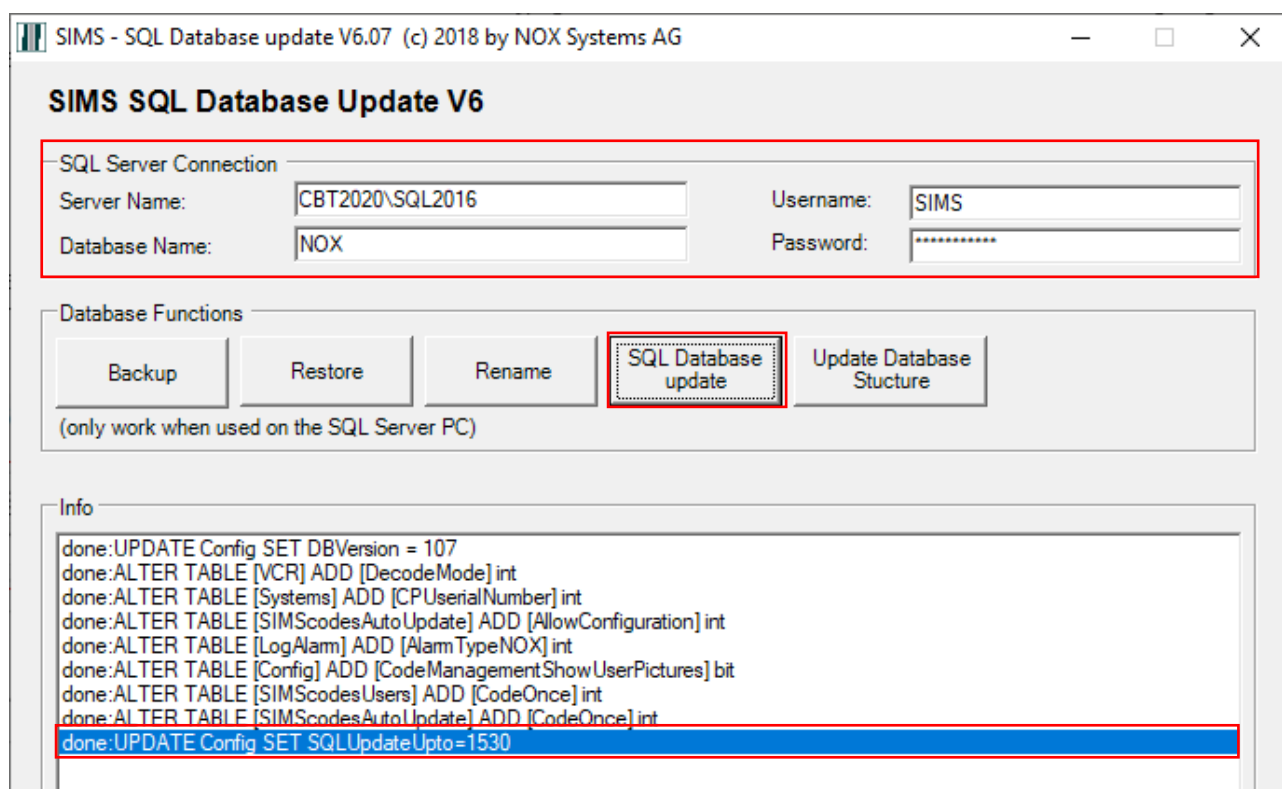 SIMS - SQL Database update V6.07 (c) 2018 by NOX Systems AG
SIMS SQL Database Update V6
SQL Server Connection
Server Name: CBT2020\SQL2016 Username: SIMS
Database Name: NOX Password: ***********
Database Functions
Backup
Restore
Rename
SQL Database
update
Update Database
Stucture
(only work when used on the SQL Server PC)
Info
done:UPDATE Config SET DBVersion = 107
done:ALTER TABLE [VCR] ADD [DecodeMode] int
done:ALTER TABLE [Systems] ADD [CPUserialNumber] int
done:ALTER TABLE [SIMScodesAutoUpdate] ADD [AllowConfiguration] int
done:ALTER TABLE [LogAlarm] ADD [AlarmTypeNOX] int
done:ALTER TABLE [Config] ADD [CodeManagementShowUserPictures] bit
done:ALTER TABLE [SIMScodesUsers] ADD [CodeOnce] int
done:ALTER TABLE [SIMScodesAutoUpdate] ADD [CodeOnce] int
done:UPDATE Config SET SQLUpdateUpto=1530